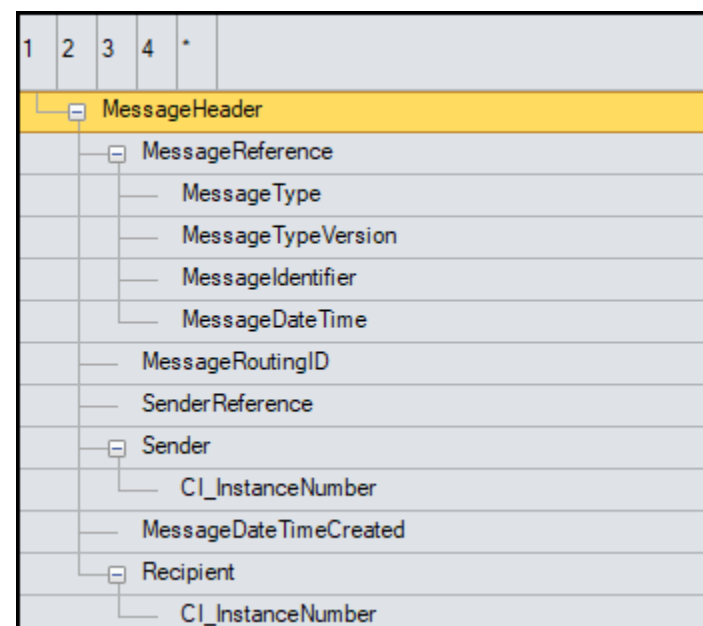 1 2 3 4 *
MessageHeader
MessageReference
MessageType
MessageTypeVersion
MessageIdentifier
MessageDateTime
MessageRoutingID
SenderReference
Sender
CI_InstanceNumber
MessageDateTimeCreated
Recipient
CI_InstanceNumber